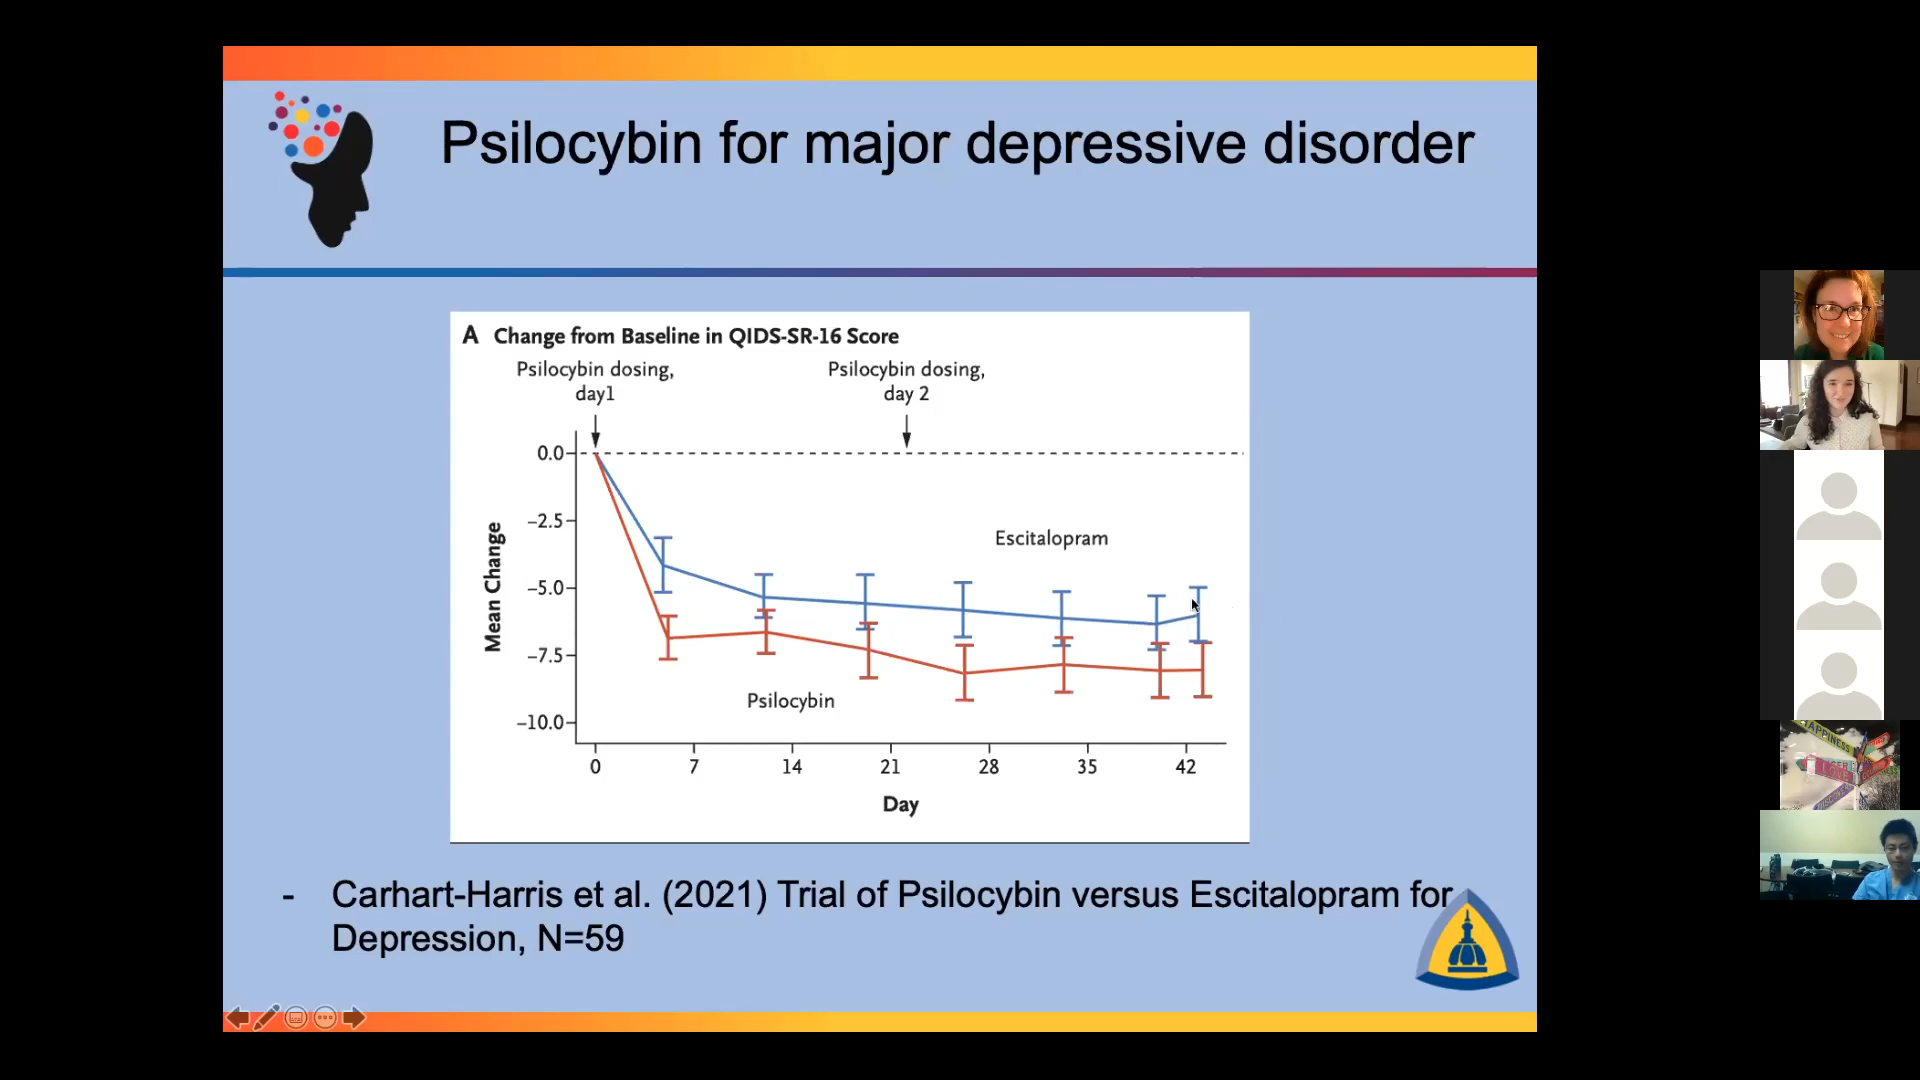 Psilocybin for major depressive disorder
A Change from Baseline in QIDS-SR-16 Score
Psilocybin dosing,
day1
Psilocybin dosing,
day 2
0.0
−2.5
−5.0
−7.5
−10.0
Mean Change
Escitalopram
Psilocybin
0 7 14 21 28 35 42
Day
- Carhart-Harris et al. (2021) Trial of Psilocybin versus Escitalopram for
Depression, N=59
HAPPINESS
LOVE